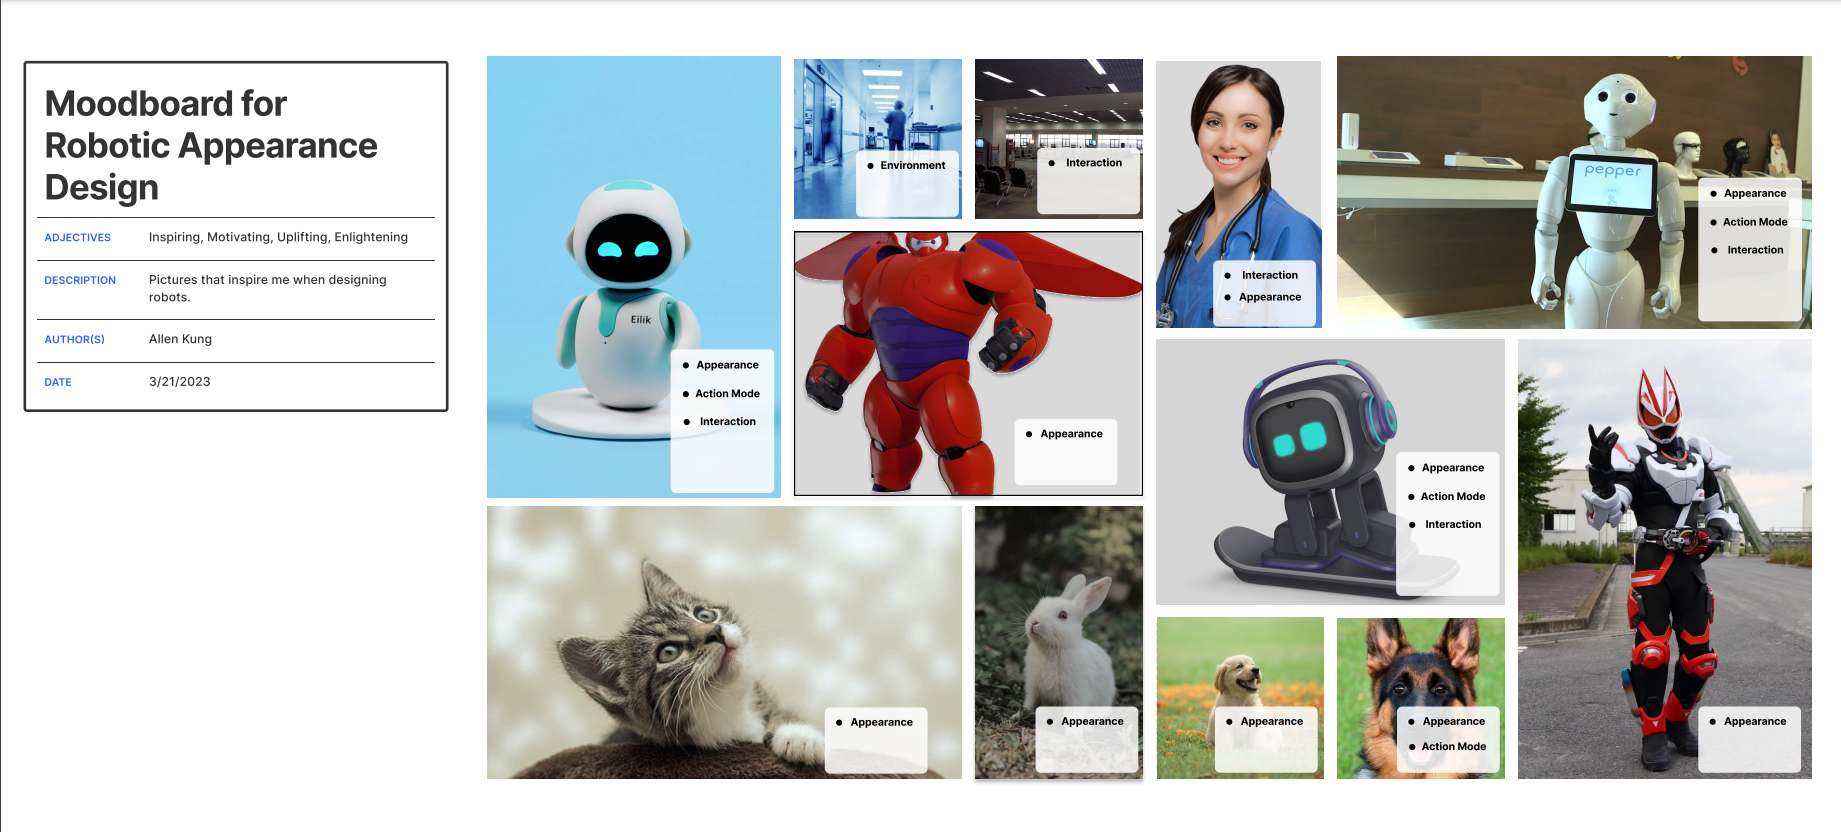 Moodboard for
Robotic Appearance
Design
ADJECTIVES
Inspiring, Motivating, Uplifting, Enlightening
DESCRIPTION
Pictures that inspire me when designing
robots.
AUTHOR(S)
Allen Kung
DATE
3/21/2023
Eilik
Appearance
Action Mode
Interaction
Environment
Interaction
Appearance
Interaction
Appearance
pepper
Appearance
Action Mode
Interaction
Appearance
Action Mode
Interaction
Appearance
Appearance
Appearance
Appearance
Action Mode
Appearance